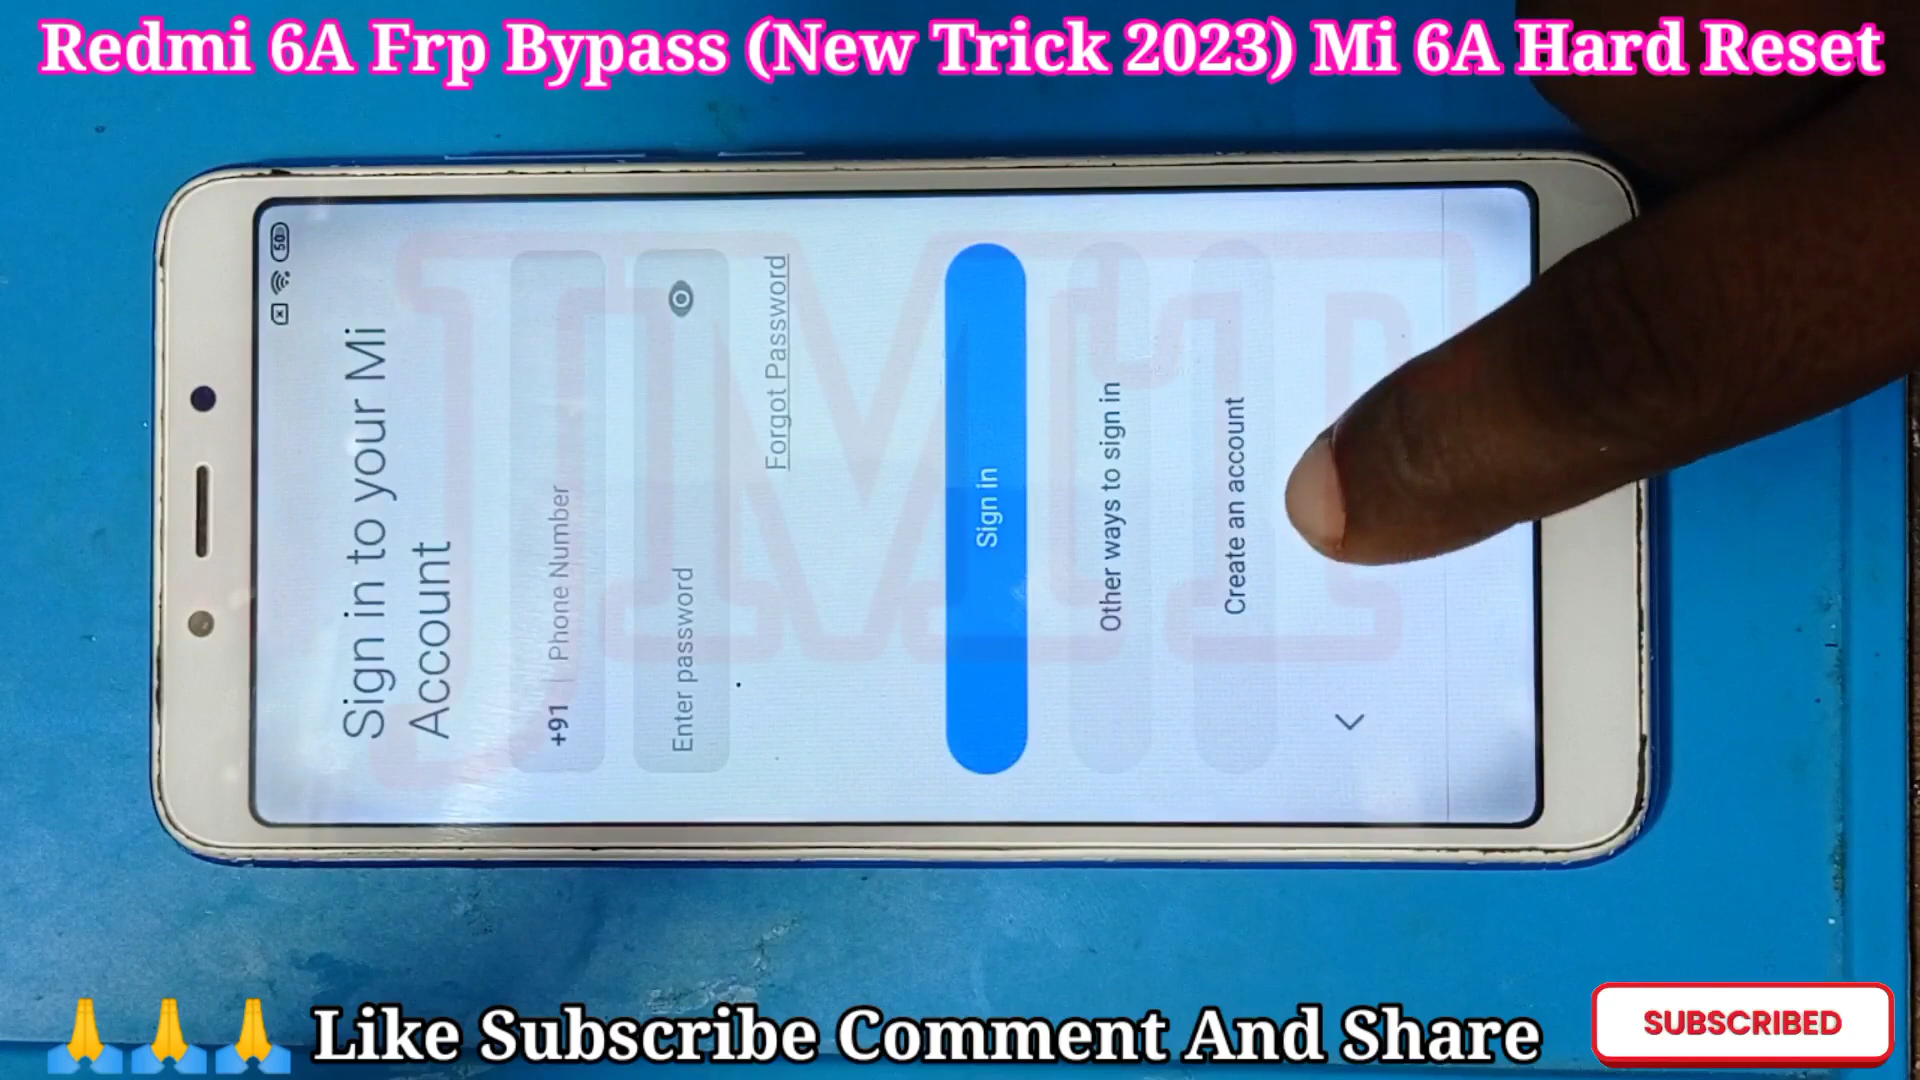 Redmi 6A Frp Bypass (New Trick 2023) Mi 6A Hard Reset
50
Sign in to your Mi
Account
+91 | Phone Number
Enter password
Forgot Password
Sign in
Other ways to sign in
Create an account
Like Subscribe Comment And Share
SUBSCRIBED